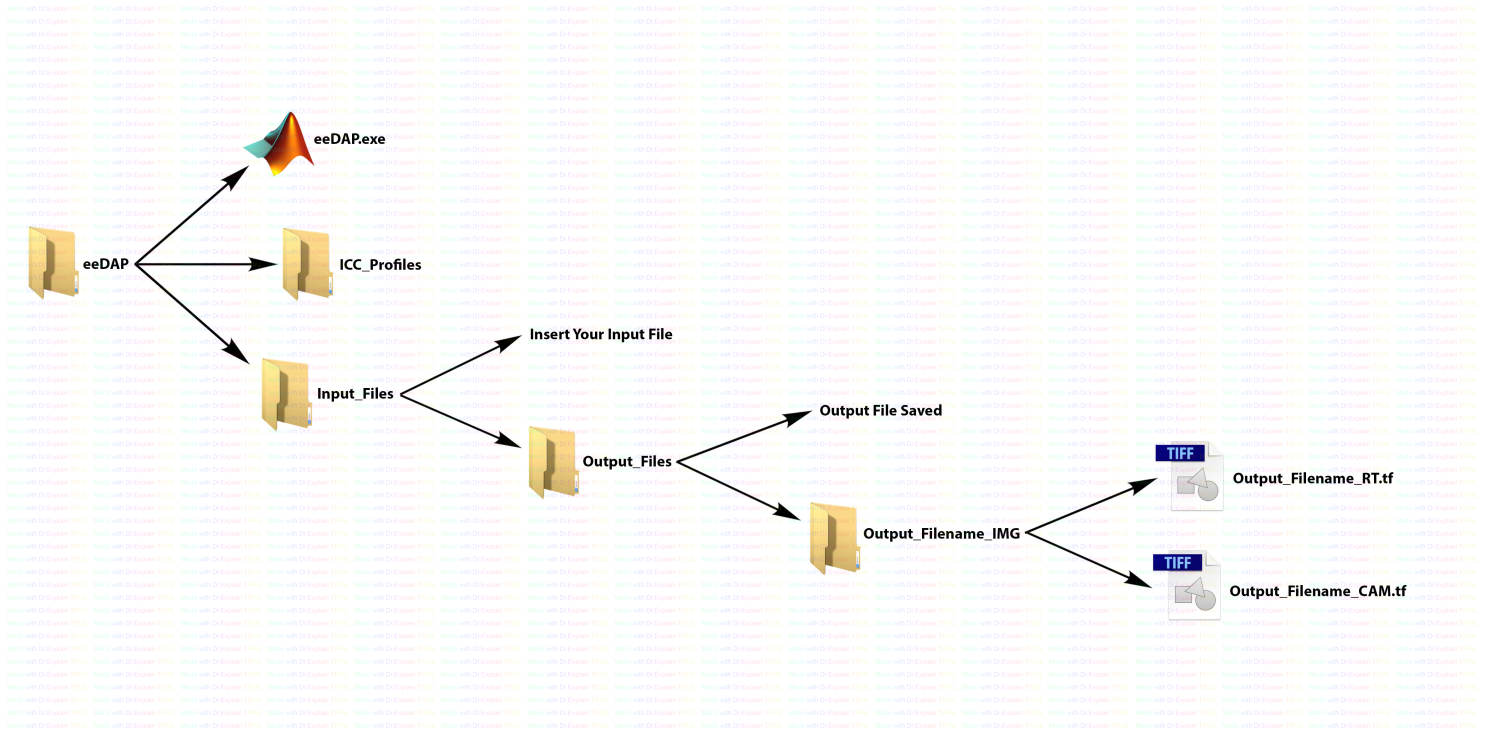 eeDAP.exe
eeDAP
ICC_Profiles
Insert Your Input File
Input_Files
Output File Saved
Output_Files
TIFF
Output_Filename_RT.tf
Output_Filename_IMG
TIFF
Output_Filename_CAM.tf